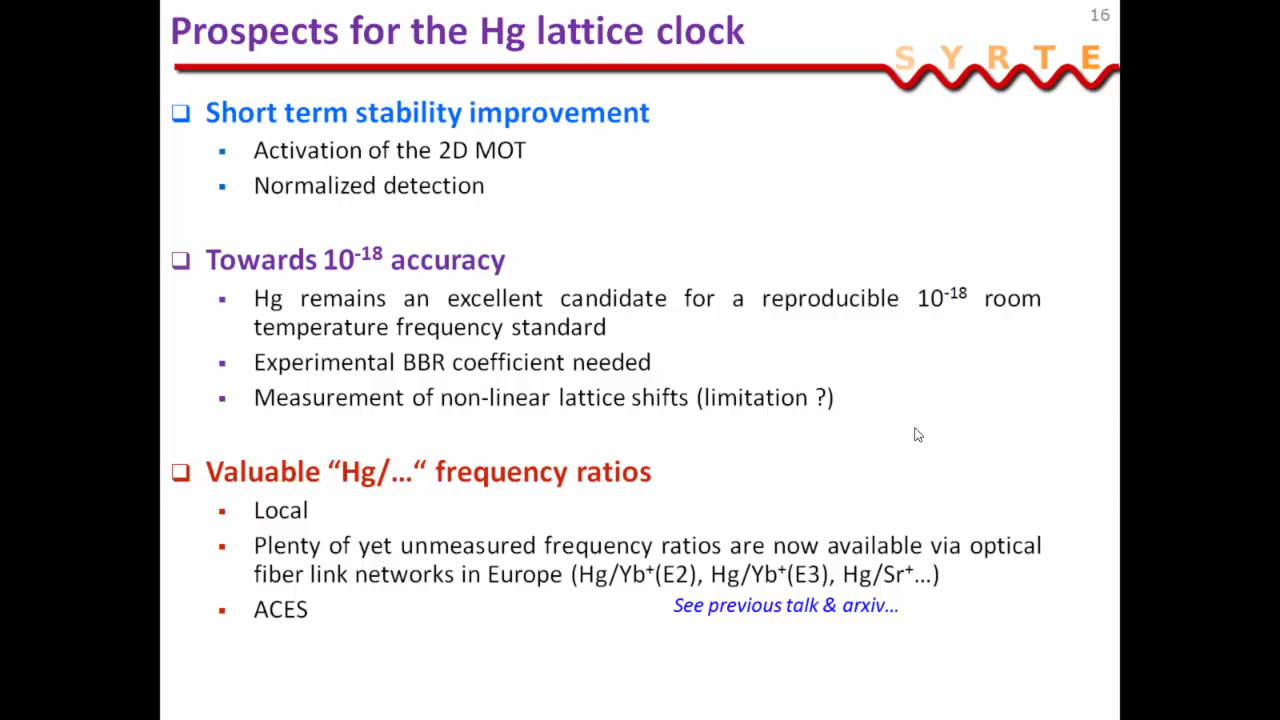 16
Prospects for the Hg lattice clock
S Y R T E
❑ Short term stability improvement
▪ Activation of the 2D MOT
▪ Normalized detection
❑ Towards 10⁻¹⁸ accuracy
▪ Hg remains an excellent candidate for a reproducible 10⁻¹⁸ room
temperature frequency standard
▪ Experimental BBR coefficient needed
▪ Measurement of non-linear lattice shifts (limitation ?)
❑ Valuable “Hg/…“ frequency ratios
▪ Local
▪ Plenty of yet unmeasured frequency ratios are now available via optical
fiber link networks in Europe (Hg/Yb⁺(E2), Hg/Yb⁺(E3), Hg/Sr⁺…)
▪ ACES
See previous talk & arxiv…